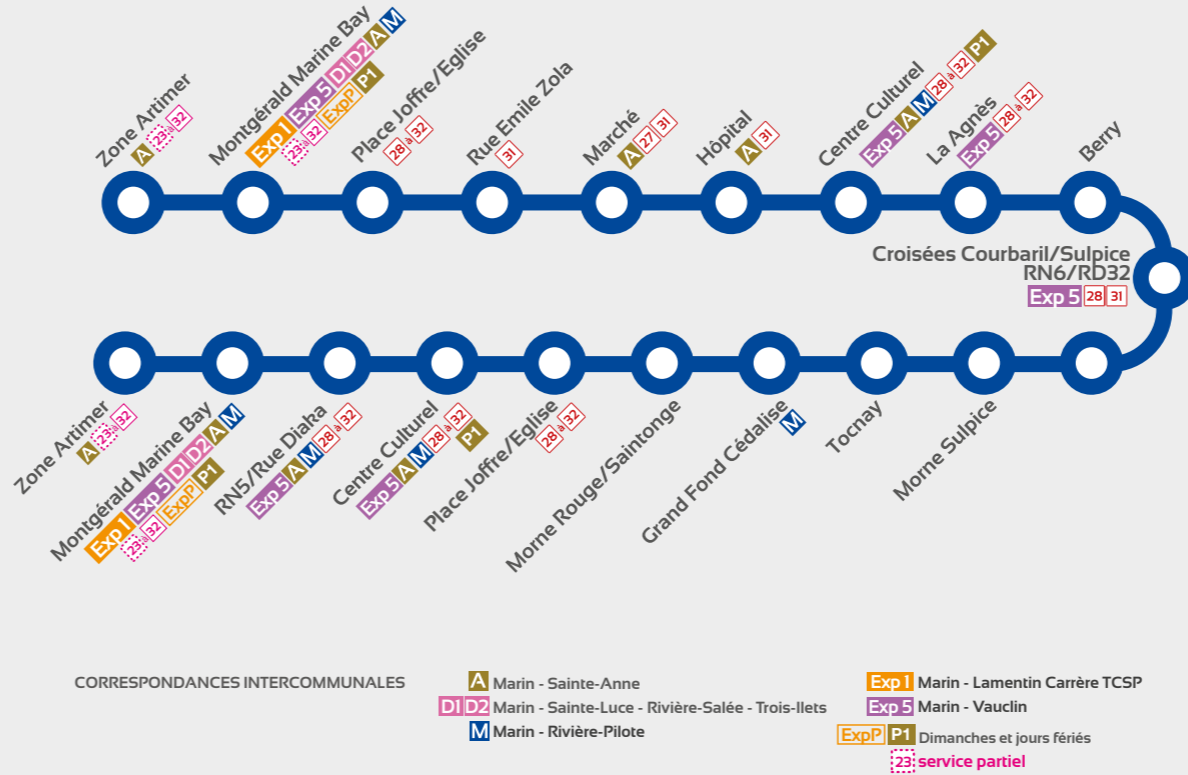 Zone Artimer
A 23 à 32
Montgérald Marine Bay
Exp 1 Exp 5 D1 D2 A M
23 à 32 ExpP P1
Place Joffre/Eglise
28 à 32
Rue Emile Zola
31
Marché
A 27 31
Hôpital
A 31
Centre Culturel
Exp 5 A M 28 à 32 P1
La Agnès
Exp 5 28 à 32
Berry
Croisées Courbaril/Sulpice
RN6/RD32
Exp 5 28 31
Zone Artimer
A 23 à 32
Montgérald Marine Bay
Exp 1 Exp 5 D1 D2 A M
23 à 32 ExpP P1
RN5/Rue Diaka
Exp 5 A M 28 à 32
Centre Culturel
Exp 5 A M 28 à 32
P1
Place Joffre/Eglise
28 à 32
Morne Rouge/Saintonge
Grand Fond Cédalise
M
Tocnay
Morne Sulpice
CORRESPONDANCES INTERCOMMUNALES
A Marin - Sainte-Anne
D1 D2 Marin - Sainte-Luce - Rivière-Salée - Trois-Ilets
M Marin - Rivière-Pilote
Exp 1 Marin - Lamentin Carrère TCSP
Exp 5 Marin - Vauclin
ExpP P1 Dimanches et jours fériés
23 service partiel